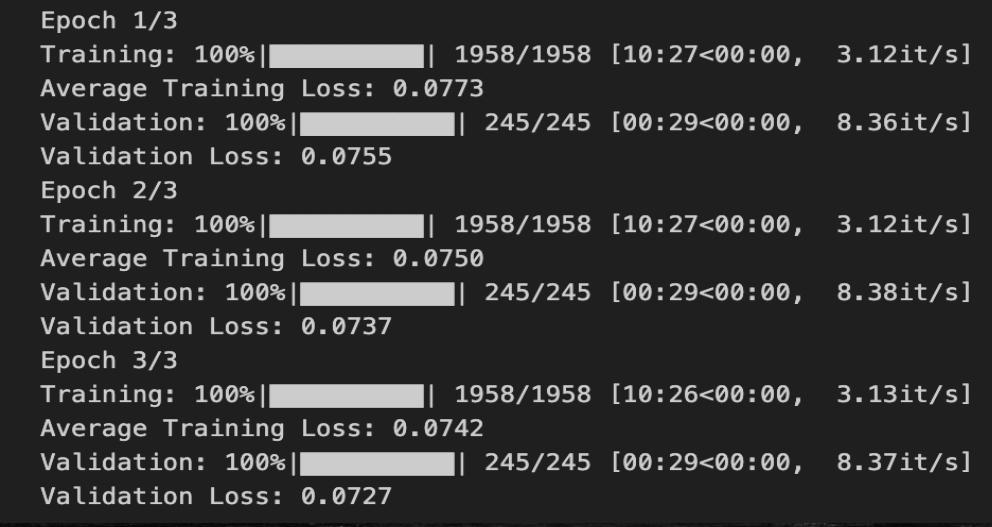 Epoch 1/3
Training: 100%|██████████| 1958/1958 [10:27<00:00,  3.12it/s]
Average Training Loss: 0.0773
Validation: 100%|██████████| 245/245 [00:29<00:00,  8.36it/s]
Validation Loss: 0.0755
Epoch 2/3
Training: 100%|██████████| 1958/1958 [10:27<00:00,  3.12it/s]
Average Training Loss: 0.0750
Validation: 100%|██████████| 245/245 [00:29<00:00,  8.38it/s]
Validation Loss: 0.0737
Epoch 3/3
Training: 100%|██████████| 1958/1958 [10:26<00:00,  3.13it/s]
Average Training Loss: 0.0742
Validation: 100%|██████████| 245/245 [00:29<00:00,  8.37it/s]
Validation Loss: 0.0727